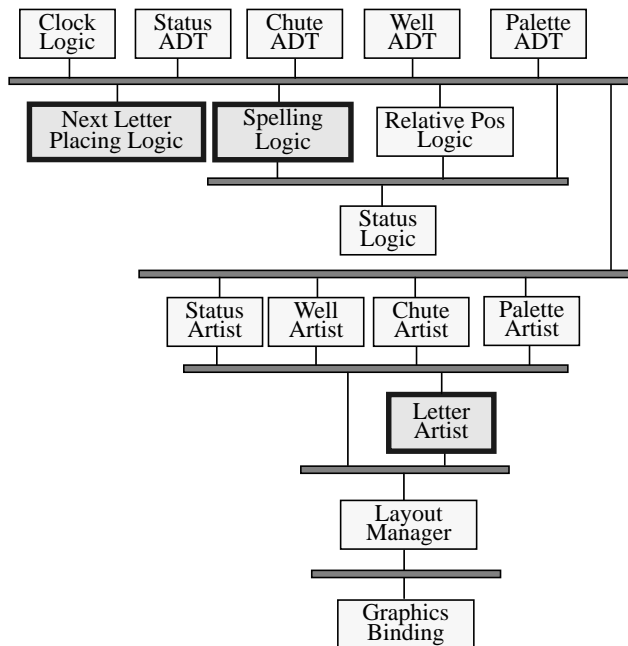 Clock
Logic
Status
ADT
Chute
ADT
Well
ADT
Palette
ADT
Next Letter
Placing Logic
Spelling
Logic
Relative Pos
Logic
Status
Logic
Status
Artist
Well
Artist
Chute
Artist
Palette
Artist
Letter
Artist
Layout
Manager
Graphics
Binding